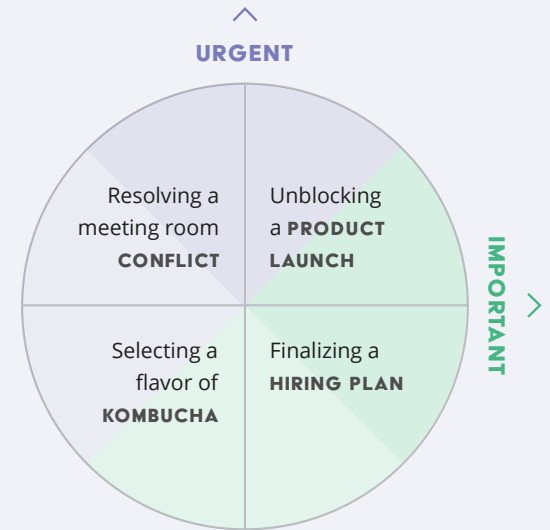 URGENT
Resolving a
meeting room
CONFLICT
Unblocking
a PRODUCT
LAUNCH
IMPORTANT
Selecting a
flavor of
KOMBUCHA
Finalizing a
HIRING PLAN